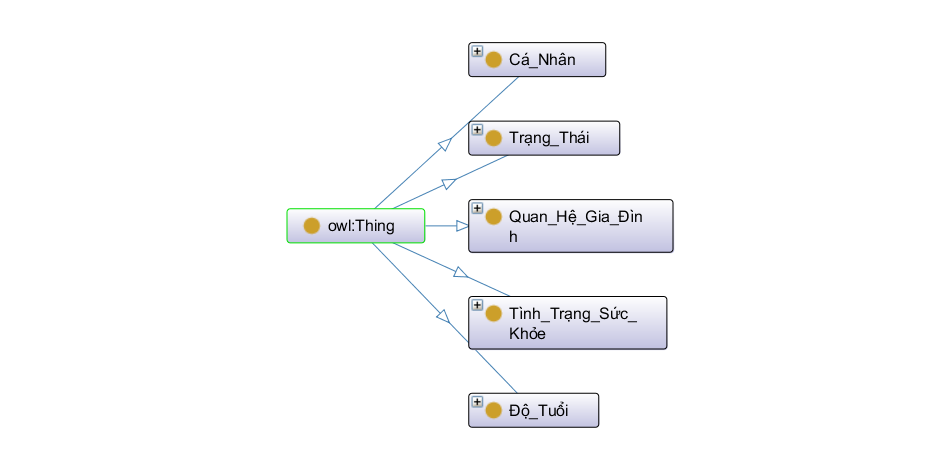 Cá_Nhân
Trạng_Thái
owl:Thing
Quan_Hệ_Gia_Đìn
h
Tình_Trạng_Sức_
Khỏe
Độ_Tuổi